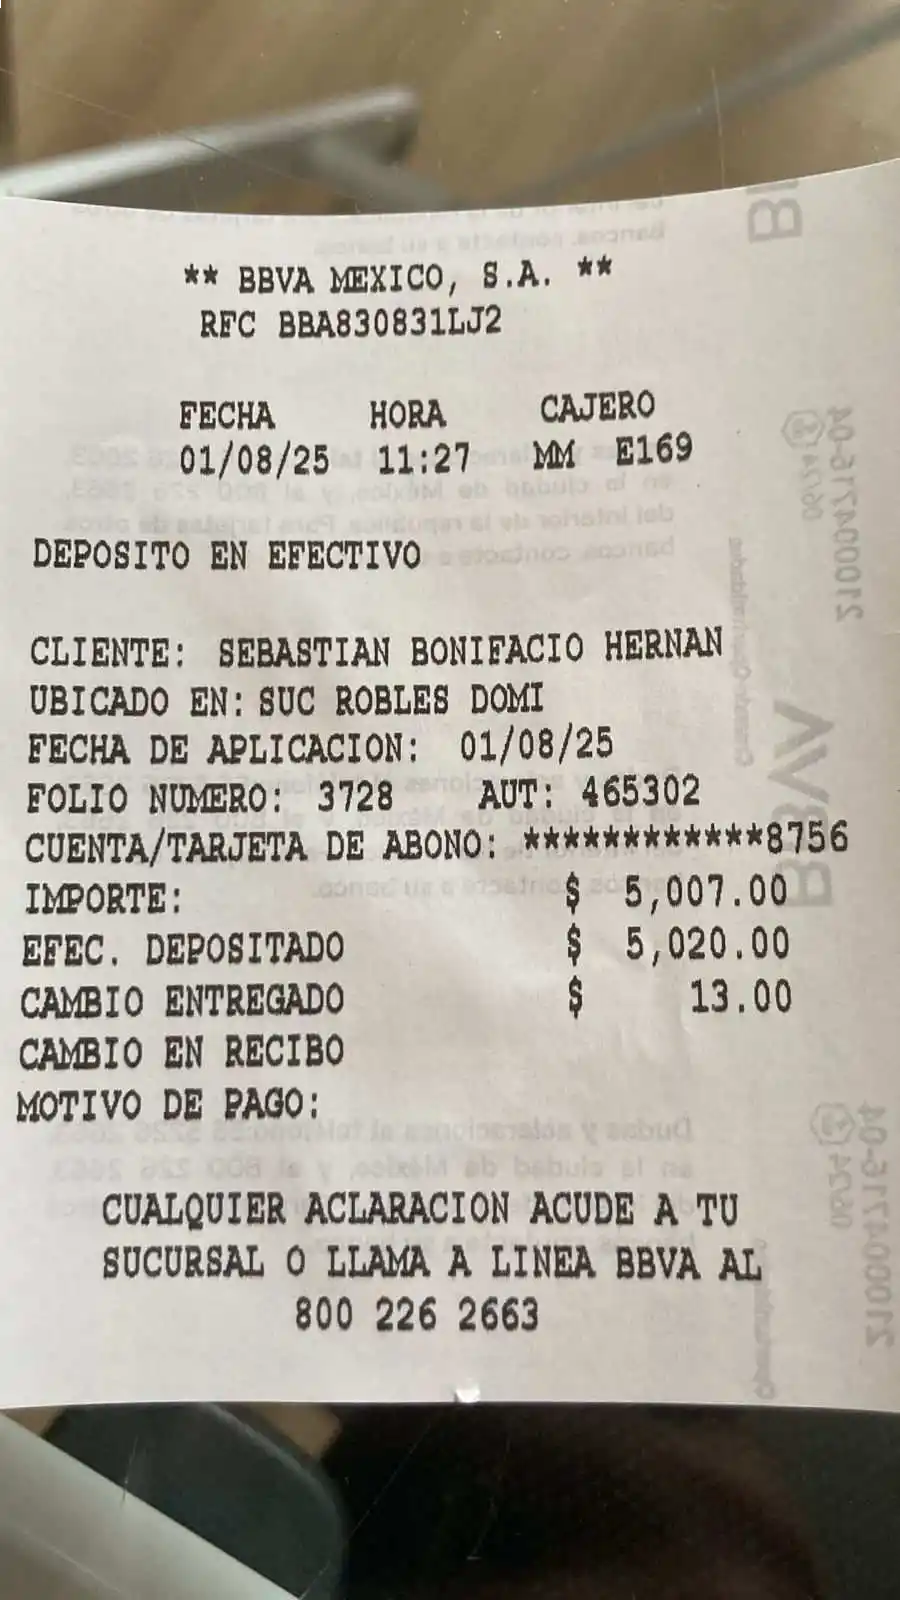 ** BBVA MEXICO, S.A. **
RFC BBA830831LJ2
FECHA HORA CAJERO
01/08/25 11:27 MM E169
DEPOSITO EN EFECTIVO
CLIENTE: SEBASTIAN BONIFACIO HERNAN
UBICADO EN: SUC ROBLES DOMI
FECHA DE APLICACION: 01/08/25
FOLIO NUMERO: 3728 AUT: 465302
CUENTA/TARJETA DE ABONO: ************8756
IMPORTE: $ 5,007.00
EFEC. DEPOSITADO $ 5,020.00
CAMBIO ENTREGADO $ 13.00
CAMBIO EN RECIBO
MOTIVO DE PAGO:
CUALQUIER ACLARACION ACUDE A TU
SUCURSAL O LLAMA A LINEA BBVA AL
800 226 2663